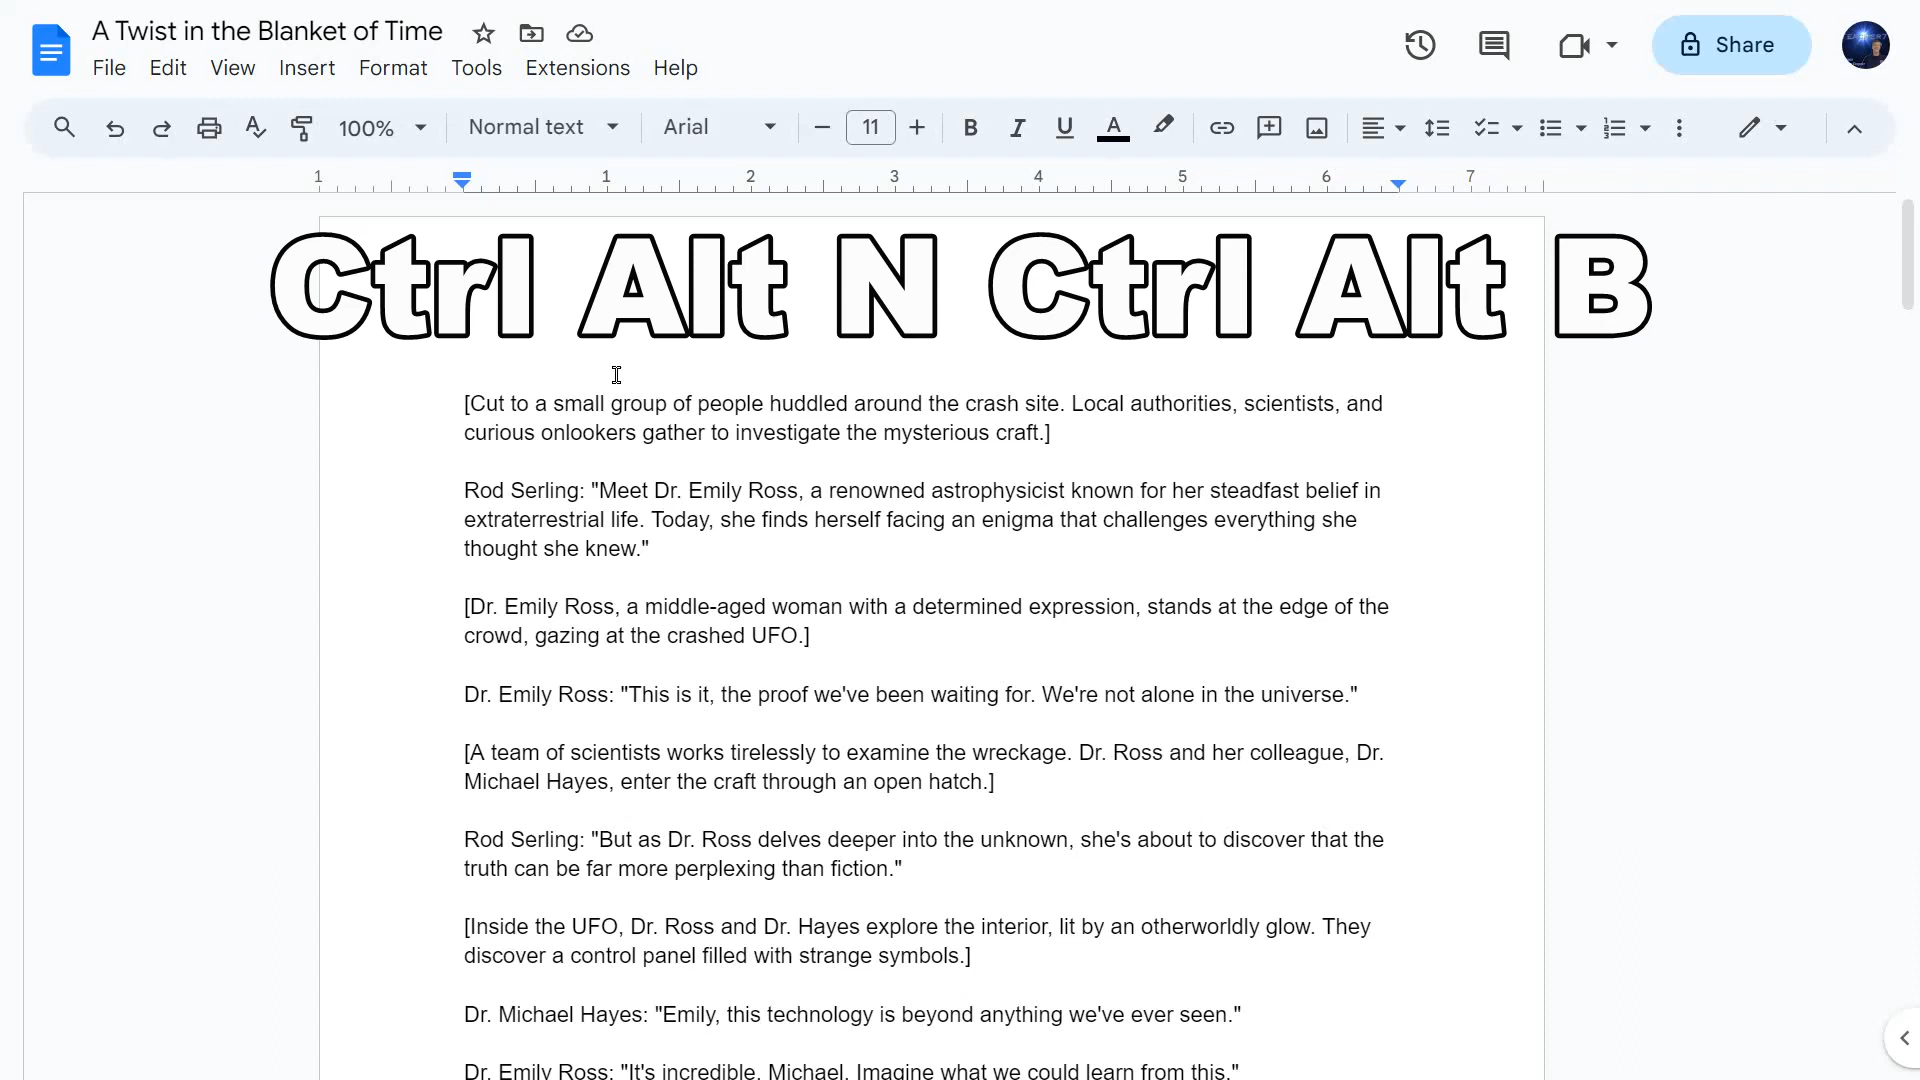 A Twist in the Blanket of Time
File Edit View Insert Format Tools Extensions Help
Share
100% Normal text Arial 11 B I U A
1 1 2 3 4 5 6 7
Ctrl Alt N Ctrl Alt B
[Cut to a small group of people huddled around the crash site. Local authorities, scientists, and
curious onlookers gather to investigate the mysterious craft.]
Rod Serling: "Meet Dr. Emily Ross, a renowned astrophysicist known for her steadfast belief in
extraterrestrial life. Today, she finds herself facing an enigma that challenges everything she
thought she knew."
[Dr. Emily Ross, a middle-aged woman with a determined expression, stands at the edge of the
crowd, gazing at the crashed UFO.]
Dr. Emily Ross: "This is it, the proof we've been waiting for. We're not alone in the universe."
[A team of scientists works tirelessly to examine the wreckage. Dr. Ross and her colleague, Dr.
Michael Hayes, enter the craft through an open hatch.]
Rod Serling: "But as Dr. Ross delves deeper into the unknown, she's about to discover that the
truth can be far more perplexing than fiction."
[Inside the UFO, Dr. Ross and Dr. Hayes explore the interior, lit by an otherworldly glow. They
discover a control panel filled with strange symbols.]
Dr. Michael Hayes: "Emily, this technology is beyond anything we've ever seen."
Dr. Emily Ross: "It's incredible, Michael. Imagine what we could learn from this."